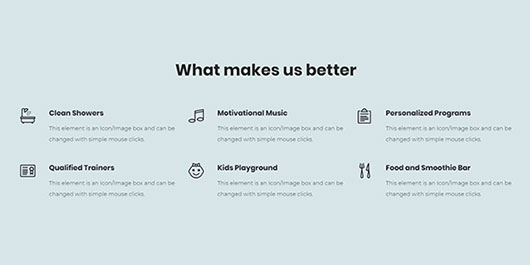 What makes us better
Clean Showers
This element is an Icon/Image box and can be
changed with simple mouse clicks.
Motivational Music
This element is an Icon/Image box and can be
changed with simple mouse clicks.
Personalized Programs
This element is an Icon/Image box and can be
changed with simple mouse clicks.
Qualified Trainers
This element is an Icon/Image box and can be
changed with simple mouse clicks.
Kids Playground
This element is an Icon/Image box and can be
changed with simple mouse clicks.
Food and Smoothie Bar
This element is an Icon/Image box and can be
changed with simple mouse clicks.